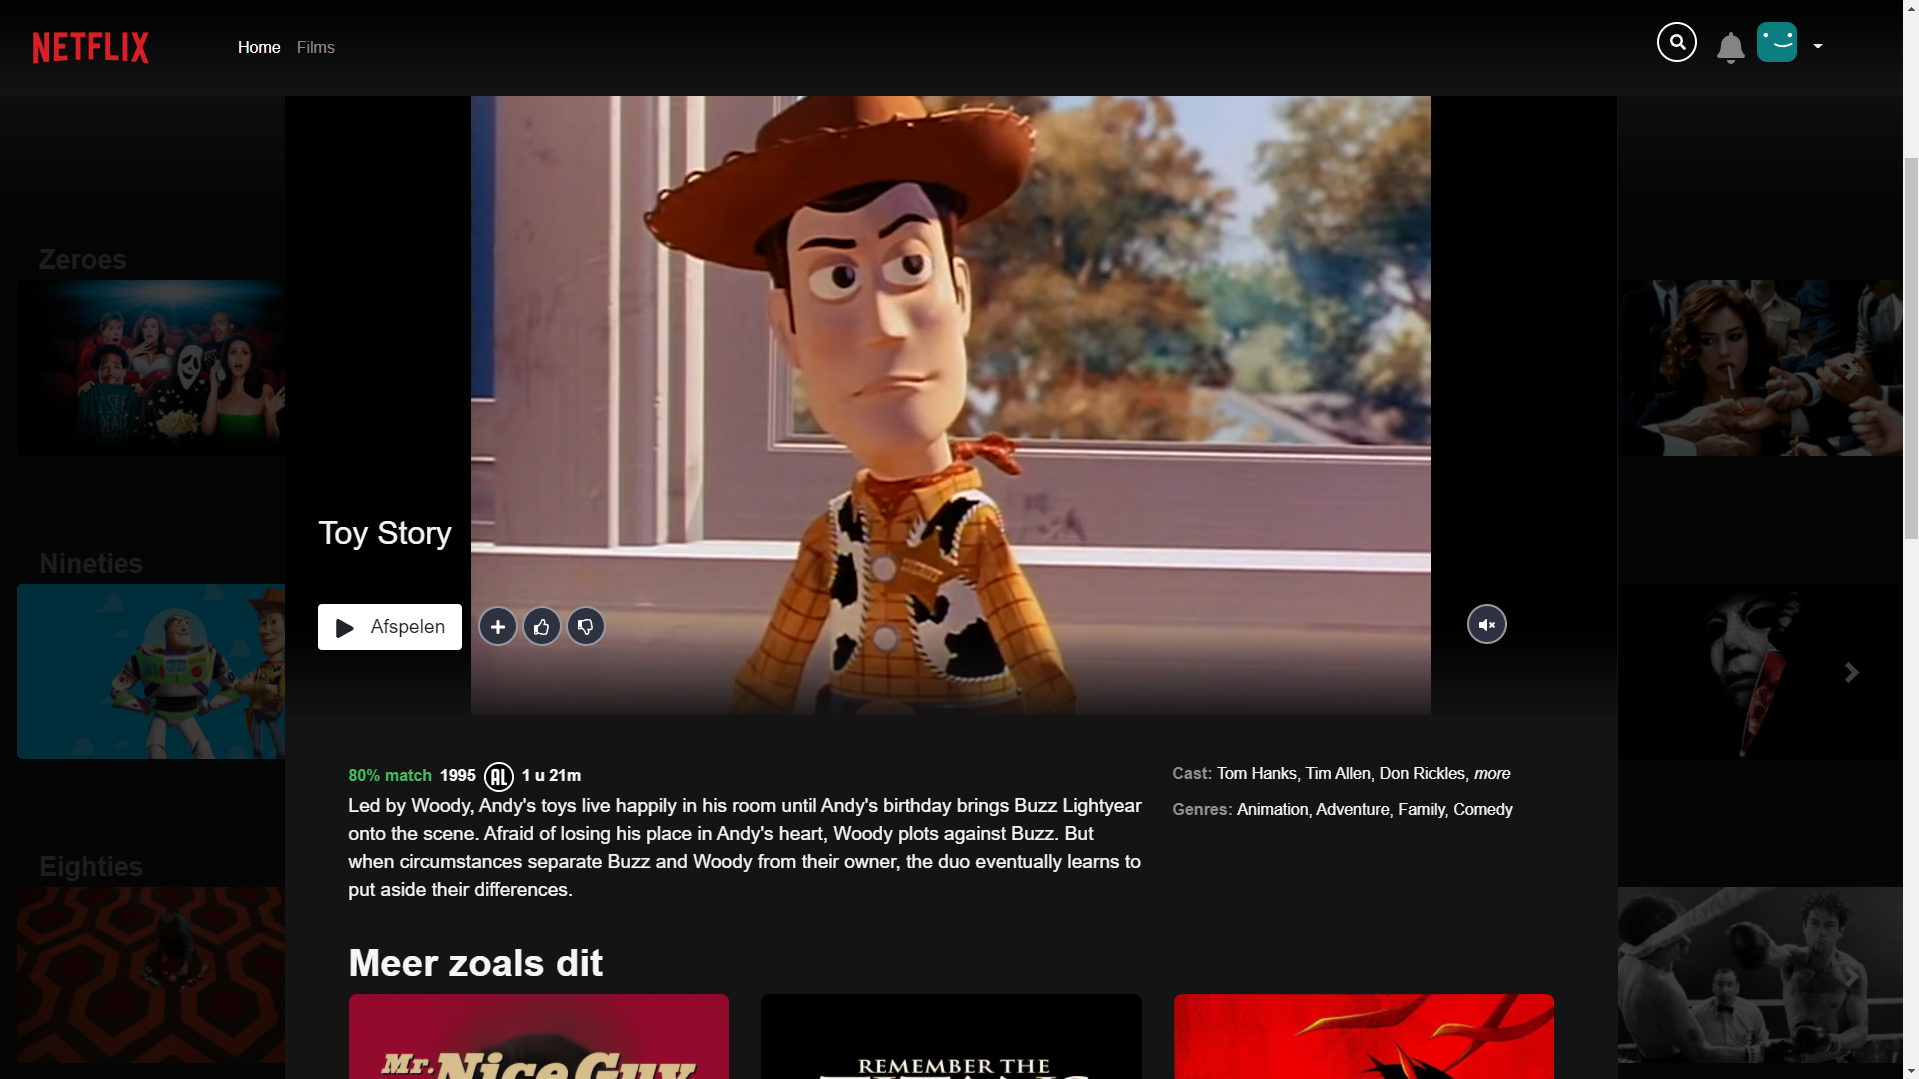 NETFLIX
Home Films
Zeroes
I SEE
DEAD
Nineties
Toy Story
Afspelen
80% match 1995 AL 1 u 21m
Led by Woody, Andy's toys live happily in his room until Andy's birthday brings Buzz Lightyear
onto the scene. Afraid of losing his place in Andy's heart, Woody plots against Buzz. But
when circumstances separate Buzz and Woody from their owner, the duo eventually learns to
put aside their differences.
Cast: Tom Hanks, Tim Allen, Don Rickles, more
Genres: Animation, Adventure, Family, Comedy
Eighties
Meer zoals dit
Mr. Nice Guy
REMEMBER THE
TITANS